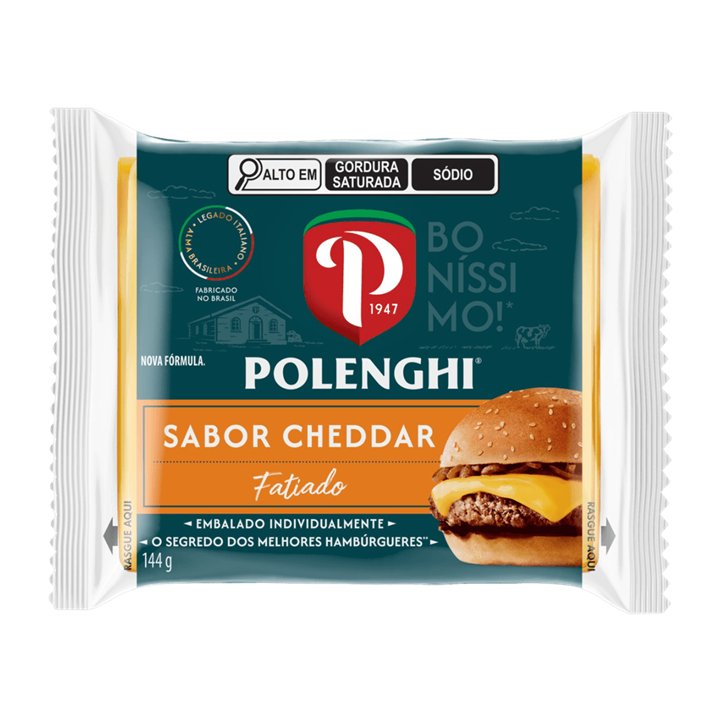 ALTO EM
GORDURA
SATURADA
SÓDIO
LEGADO ITALIANO
ALMA BRASILEIRA
FABRICADO
NO BRASIL
P
1947
BO
NÍSSI
MO!*
NOVA FÓRMULA.
POLENGHI®
SABOR CHEDDAR
Fatiado
EMBALADO INDIVIDUALMENTE
O SEGREDO DOS MELHORES HAMBÚRGUERES**
144 g
RASGUE AQUI
RASGUE AQUI